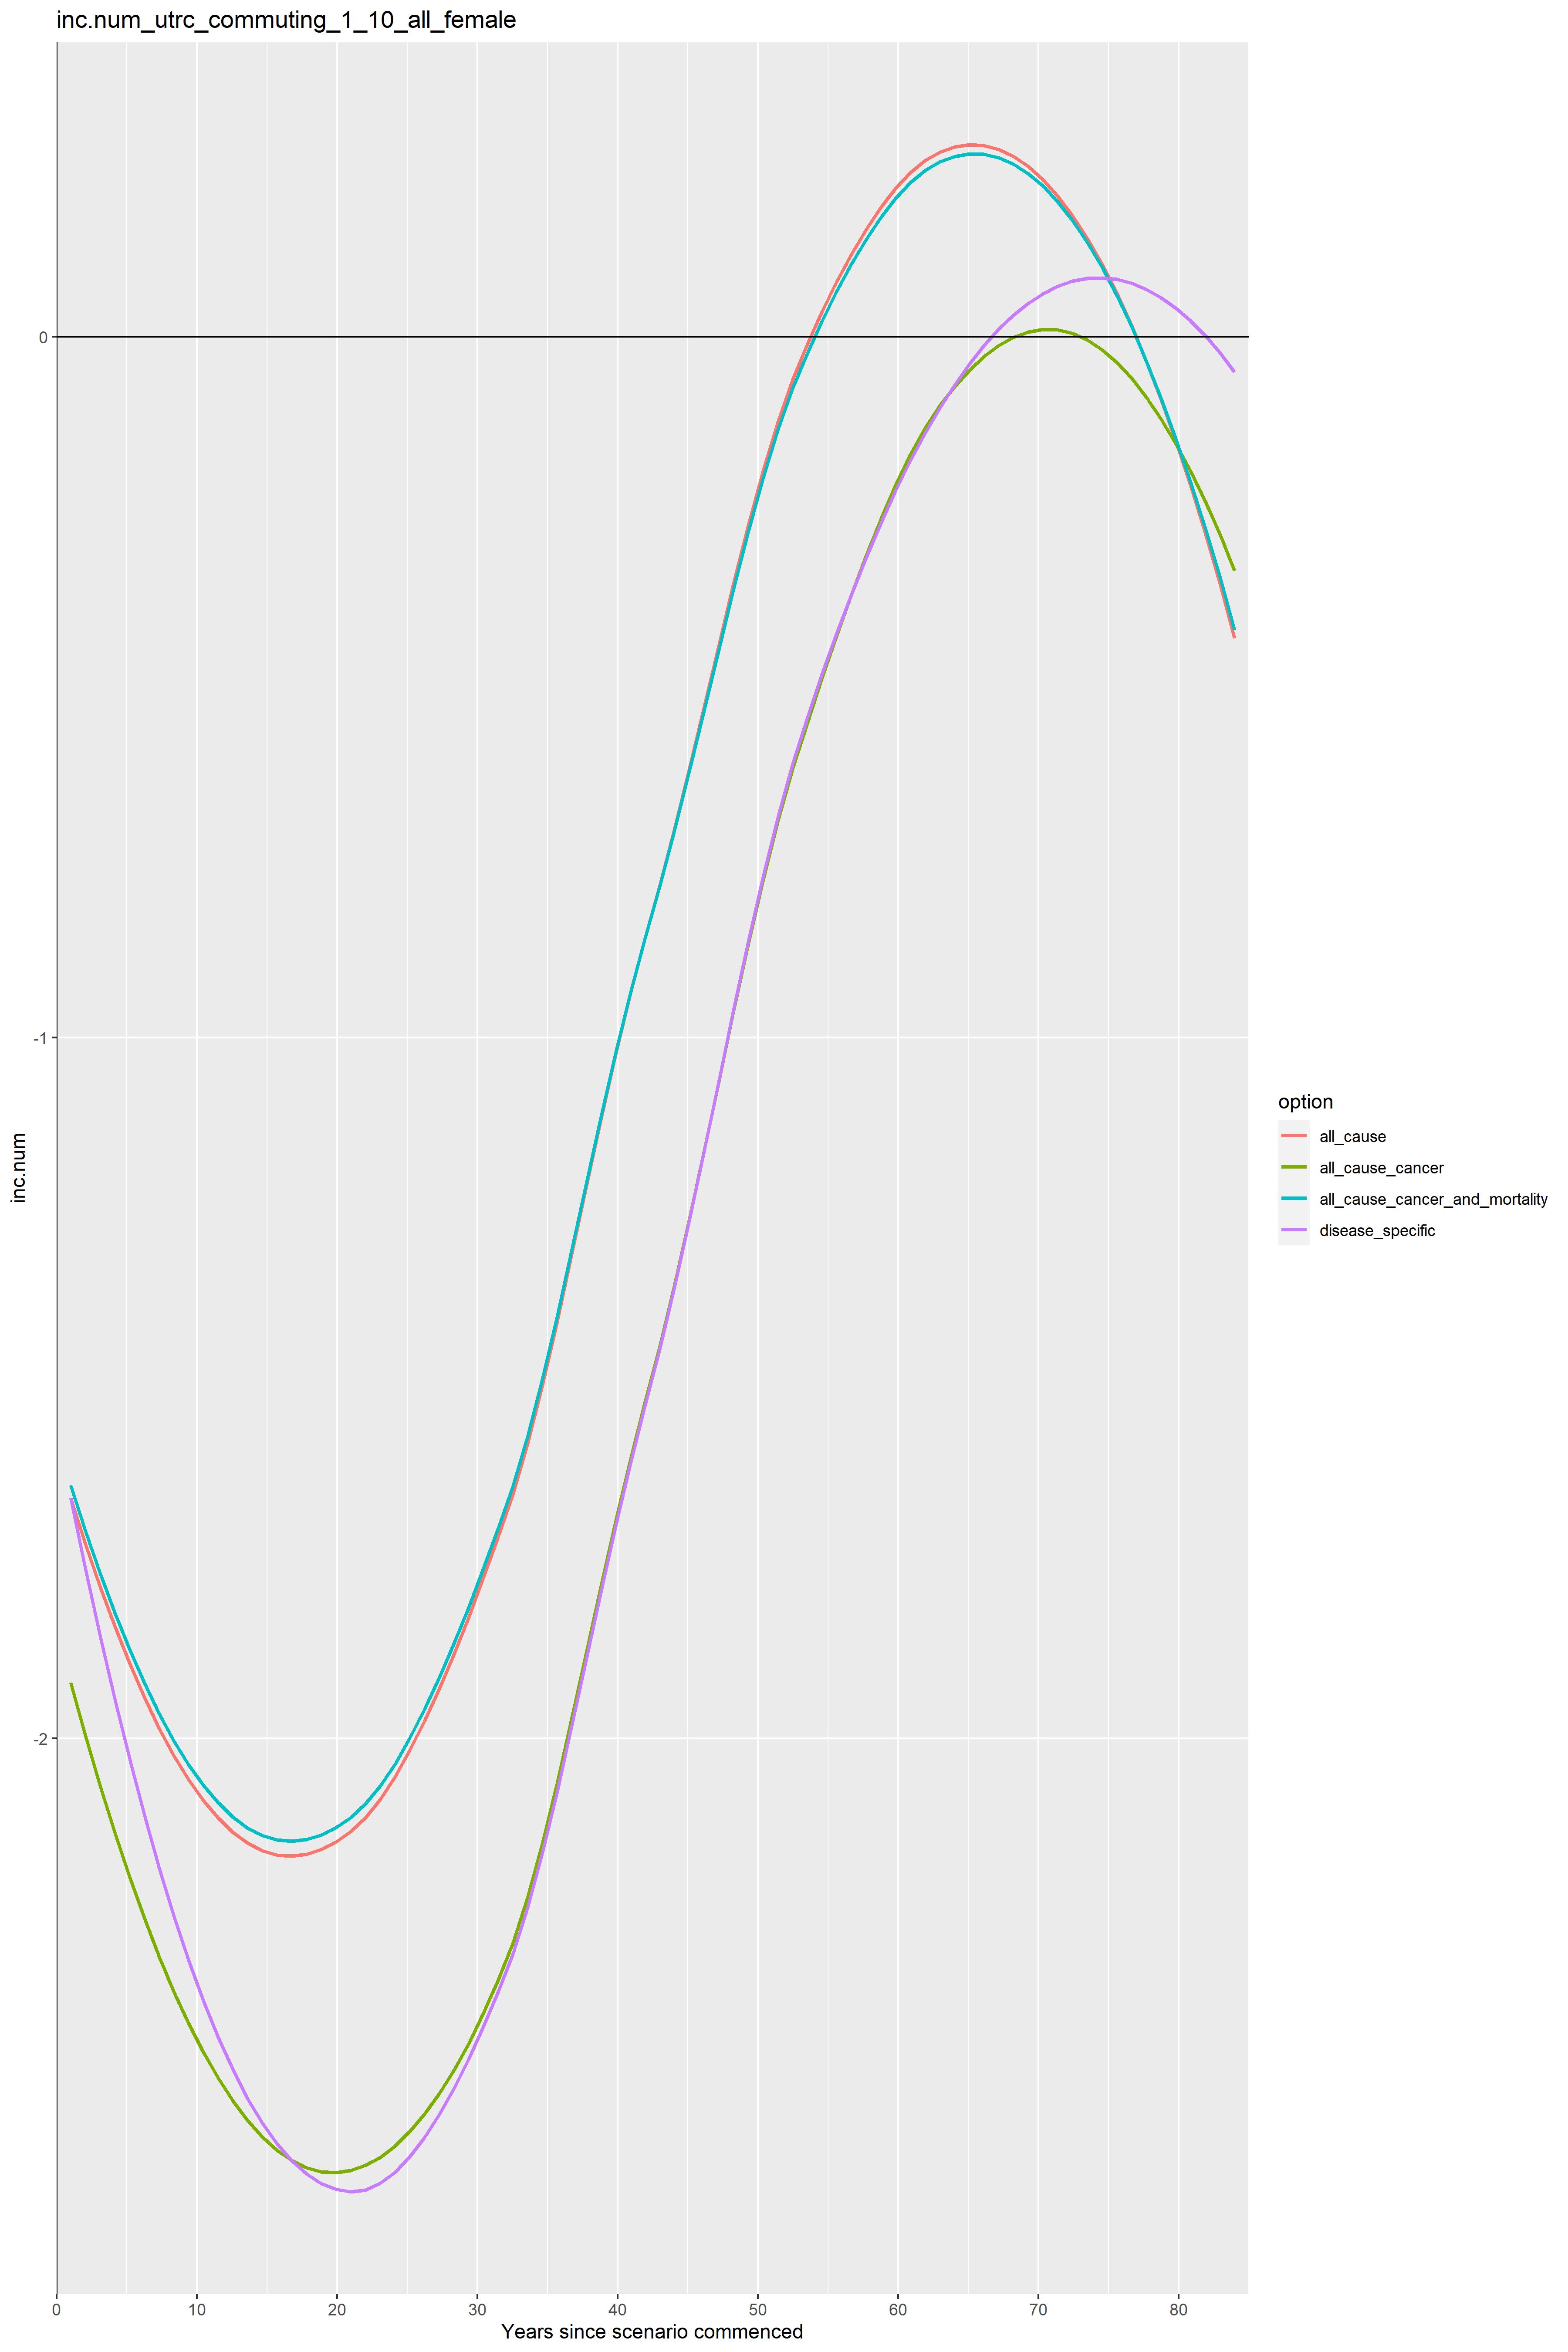 inc.num_utrc_commuting_1_10_all_female
inc.num
0
-1
-2
0 10 20 30 40 50 60 70 80
Years since scenario commenced
option
all_cause
all_cause_cancer
all_cause_cancer_and_mortality
disease_specific